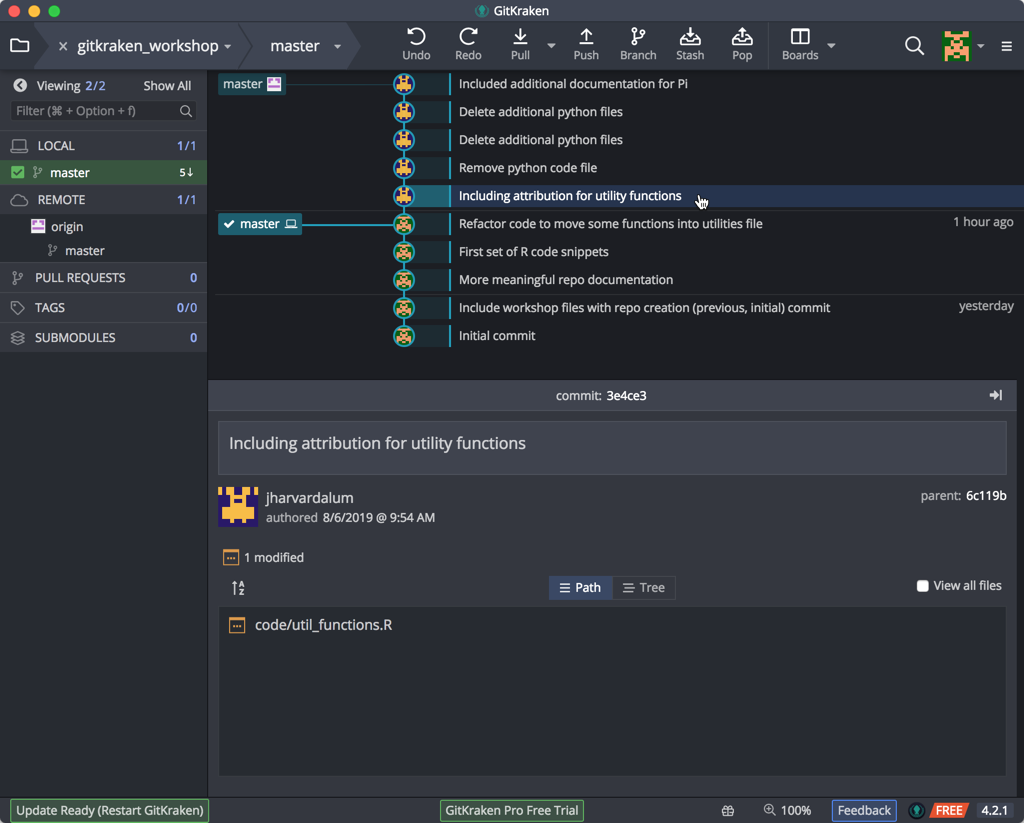 GitKraken
gitkraken_workshop
master
Undo
Redo
Pull
Push
Branch
Stash
Pop
Boards
Viewing 2/2
Show All
Filter (⌘ + Option + f)
LOCAL 1/1
master 5↓
REMOTE 1/1
origin
master
PULL REQUESTS 0
TAGS 0/0
SUBMODULES 0
master
Included additional documentation for Pi
Delete additional python files
Delete additional python files
Remove python code file
Including attribution for utility functions
master
Refactor code to move some functions into utilities file
1 hour ago
First set of R code snippets
More meaningful repo documentation
Include workshop files with repo creation (previous, initial) commit
yesterday
Initial commit
commit: 3e4ce3
Including attribution for utility functions
jharvardalum
authored 8/6/2019 @ 9:54 AM
parent: 6c119b
1 modified
Path
Tree
View all files
code/util_functions.R
Update Ready (Restart GitKraken)
GitKraken Pro Free Trial
100%
Feedback
FREE
4.2.1